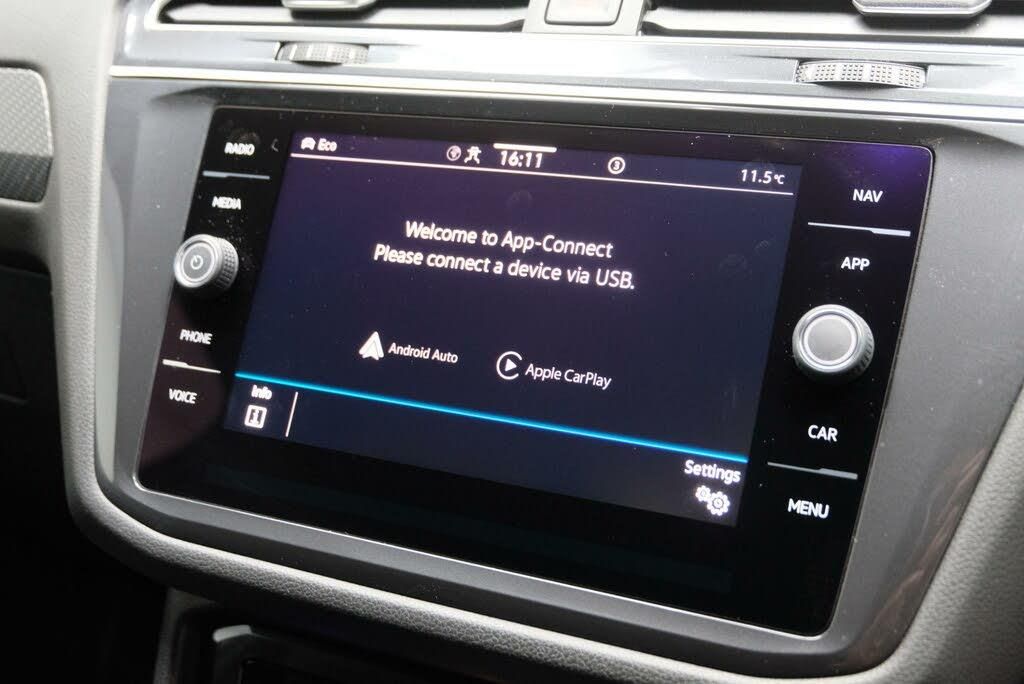 RADIO
MEDIA
PHONE
VOICE
Eco
16:11
3
11.5°C
Welcome to App-Connect
Please connect a device via USB.
Android Auto
Apple CarPlay
Info
Settings
NAV
APP
CAR
MENU